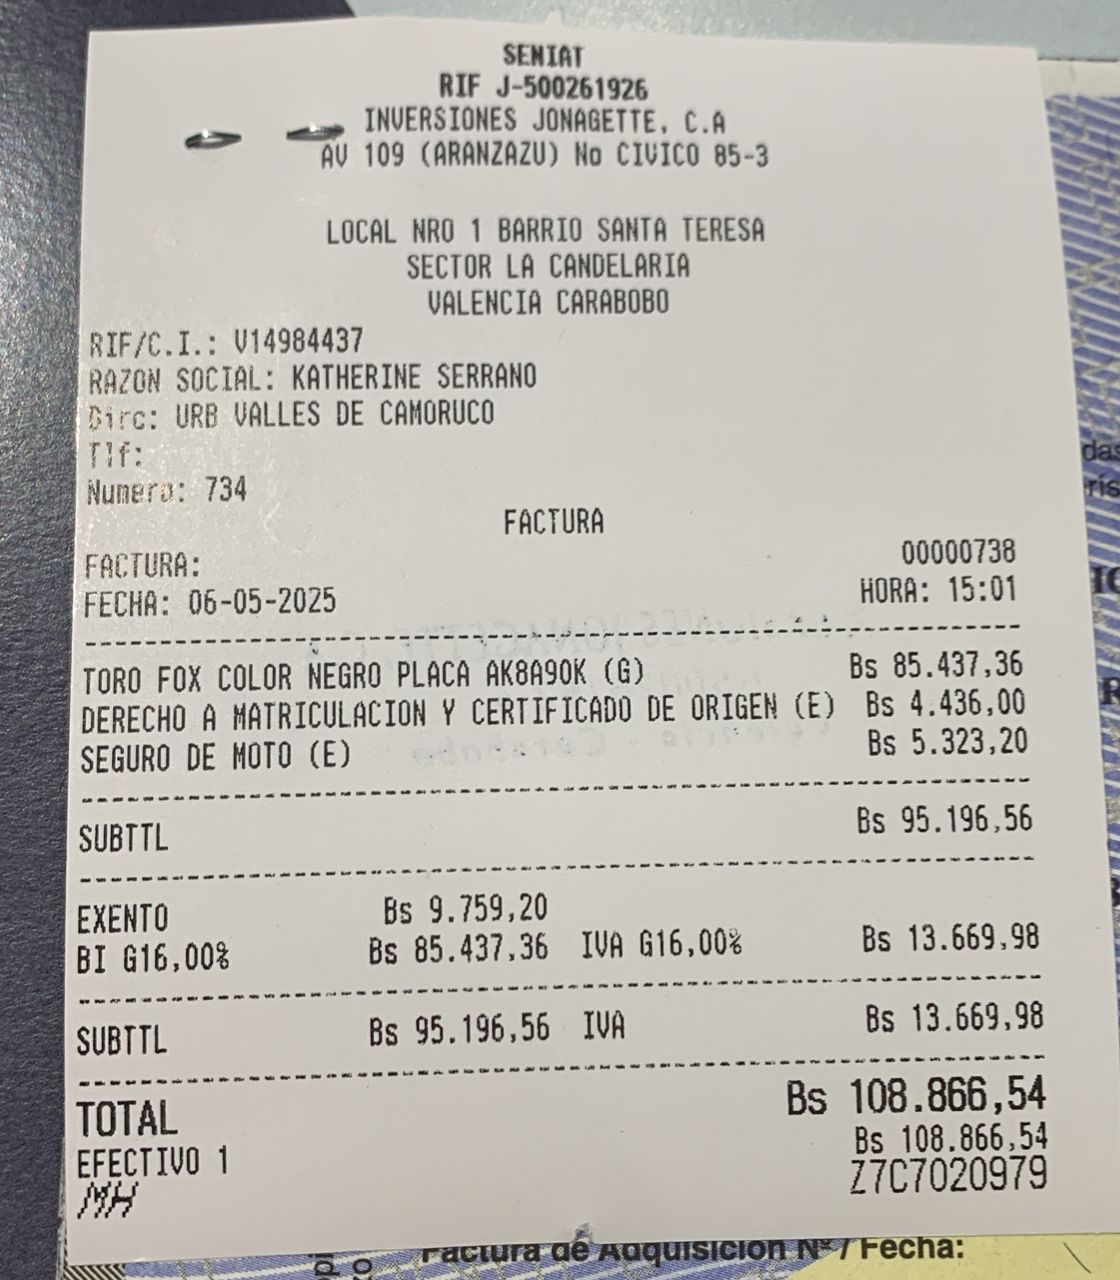 SENIAT
RIF J-500261926
INVERSIONES JONAGETTE, C.A
AV 109 (ARANZAZU) No CIVICO 85-3
LOCAL NRO 1 BARRIO SANTA TERESA
SECTOR LA CANDELARIA
VALENCIA CARABOBO
RIF/C.I.: V14984437
RAZON SOCIAL: KATHERINE SERRANO
Dirc: URB VALLES DE CAMORUCO
Tlf:
Numero: 734
FACTURA
FACTURA: 00000738
FECHA: 06-05-2025 HORA: 15:01
TORO FOX COLOR NEGRO PLACA AK8A90K (G) Bs 85.437,36
DERECHO A MATRICULACION Y CERTIFICADO DE ORIGEN (E) Bs 4.436,00
SEGURO DE MOTO (E) Bs 5.323,20
SUBTTL Bs 95.196,56
EXENTO Bs 9.759,20
BI G16,00% Bs 85.437,36 IVA G16,00% Bs 13.669,98
SUBTTL Bs 95.196,56 IVA Bs 13.669,98
TOTAL Bs 108.866,54
EFECTIVO 1 Bs 108.866,54
MH Z7C7020979
Factura de Adquisición Nº / Fecha: